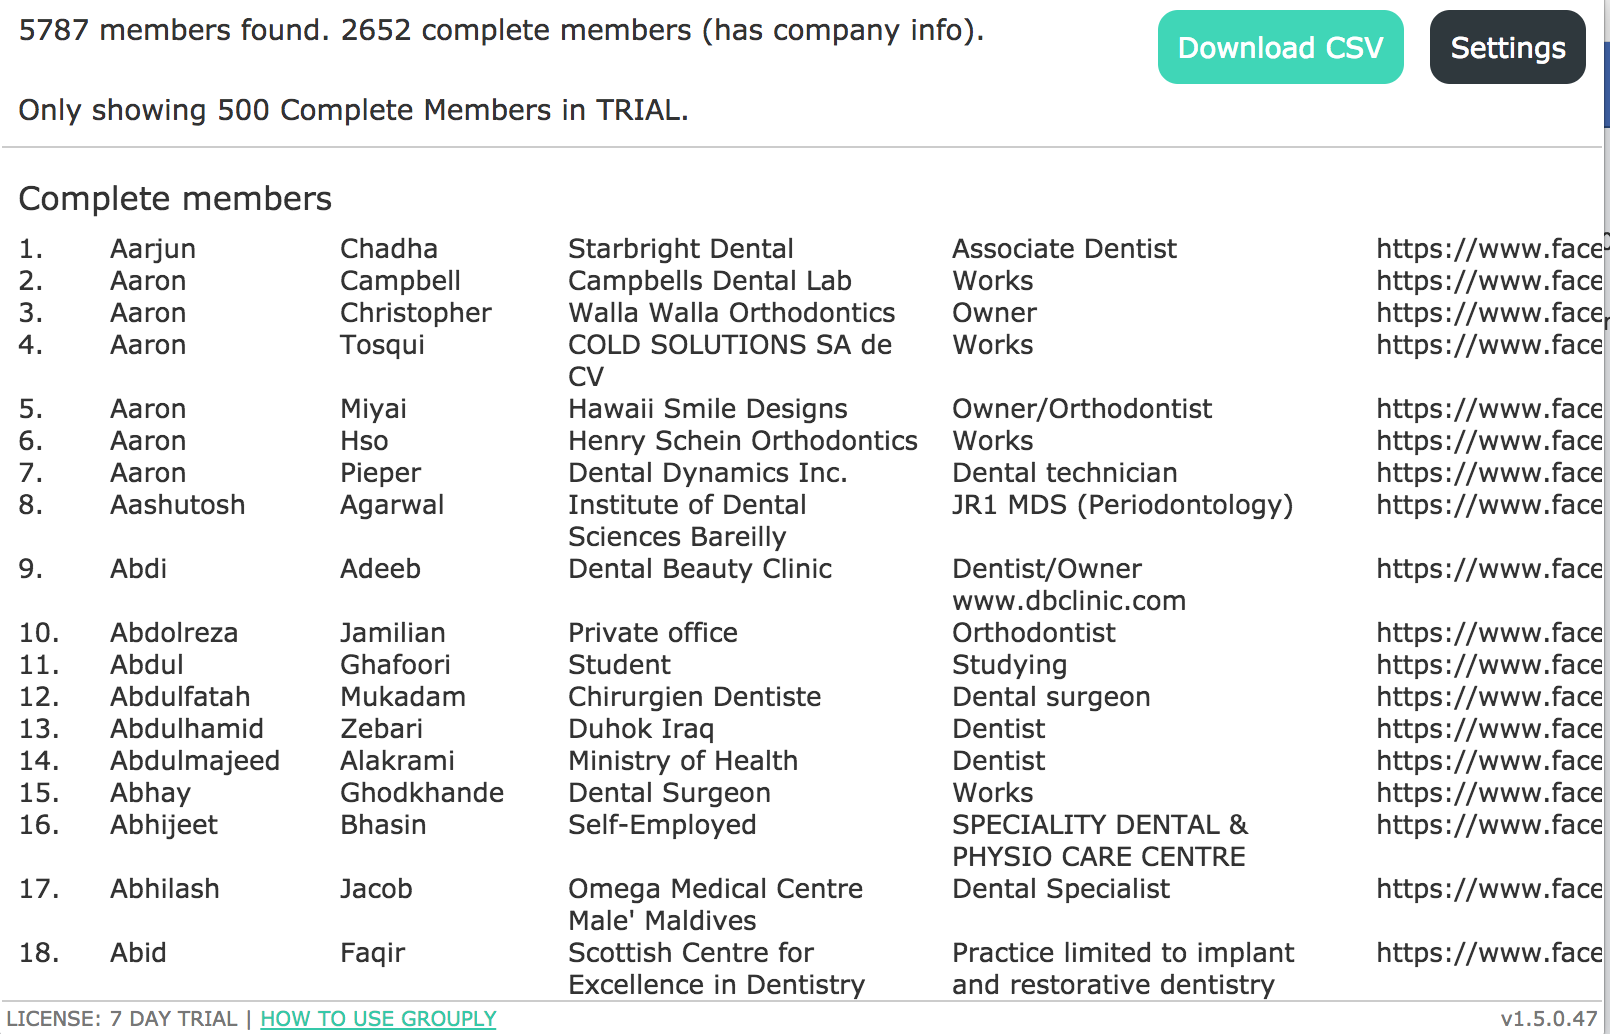 5787 members found. 2652 complete members (has company info).
Download CSV
Settings
Only showing 500 Complete Members in TRIAL.
Complete members
1. Aarjun Chadha Starbright Dental Associate Dentist https://www.face
2. Aaron Campbell Campbells Dental Lab Works https://www.face
3. Aaron Christopher Walla Walla Orthodontics Owner https://www.face
4. Aaron Tosqui COLD SOLUTIONS SA de Works https://www.face
CV
5. Aaron Miyai Hawaii Smile Designs Owner/Orthodontist https://www.face
6. Aaron Hso Henry Schein Orthodontics Works https://www.face
7. Aaron Pieper Dental Dynamics Inc. Dental technician https://www.face
8. Aashutosh Agarwal Institute of Dental JR1 MDS (Periodontology) https://www.face
Sciences Bareilly
9. Abdi Adeeb Dental Beauty Clinic Dentist/Owner https://www.face
www.dbclinic.com
10. Abdolreza Jamilian Private office Orthodontist https://www.face
11. Abdul Ghafoori Student Studying https://www.face
12. Abdulfatah Mukadam Chirurgien Dentiste Dental surgeon https://www.face
13. Abdulhamid Zebari Duhok Iraq Dentist https://www.face
14. Abdulmajeed Alakrami Ministry of Health Dentist https://www.face
15. Abhay Ghodkhande Dental Surgeon Works https://www.face
16. Abhijeet Bhasin Self-Employed SPECIALITY DENTAL & https://www.face
PHYSIO CARE CENTRE
17. Abhilash Jacob Omega Medical Centre Dental Specialist https://www.face
Male' Maldives
18. Abid Faqir Scottish Centre for Practice limited to implant https://www.face
Excellence in Dentistry and restorative dentistry
LICENSE: 7 DAY TRIAL | HOW TO USE GROUPLY
v1.5.0.47